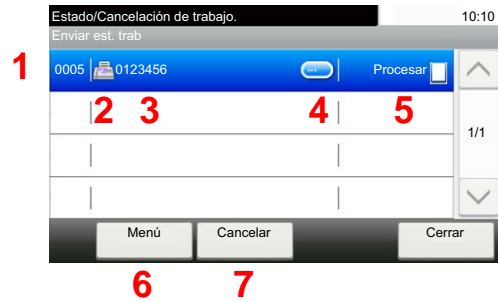 Estado/Cancelación de trabajo. 10:10
Enviar est. trab
1 0005 0123456 Procesar
2 3 4 5
1/1
Menú Cancelar Cerrar
6 7